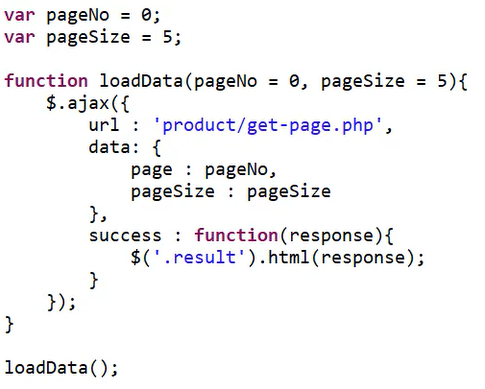 var pageNo = 0;
var pageSize = 5;

function loadData(pageNo = 0, pageSize = 5){
    $.ajax({
        url : 'product/get-page.php',
        data: {
            page : pageNo,
            pageSize : pageSize
        },
        success : function(response){
            $('.result').html(response);
        }
    });
}

loadData();